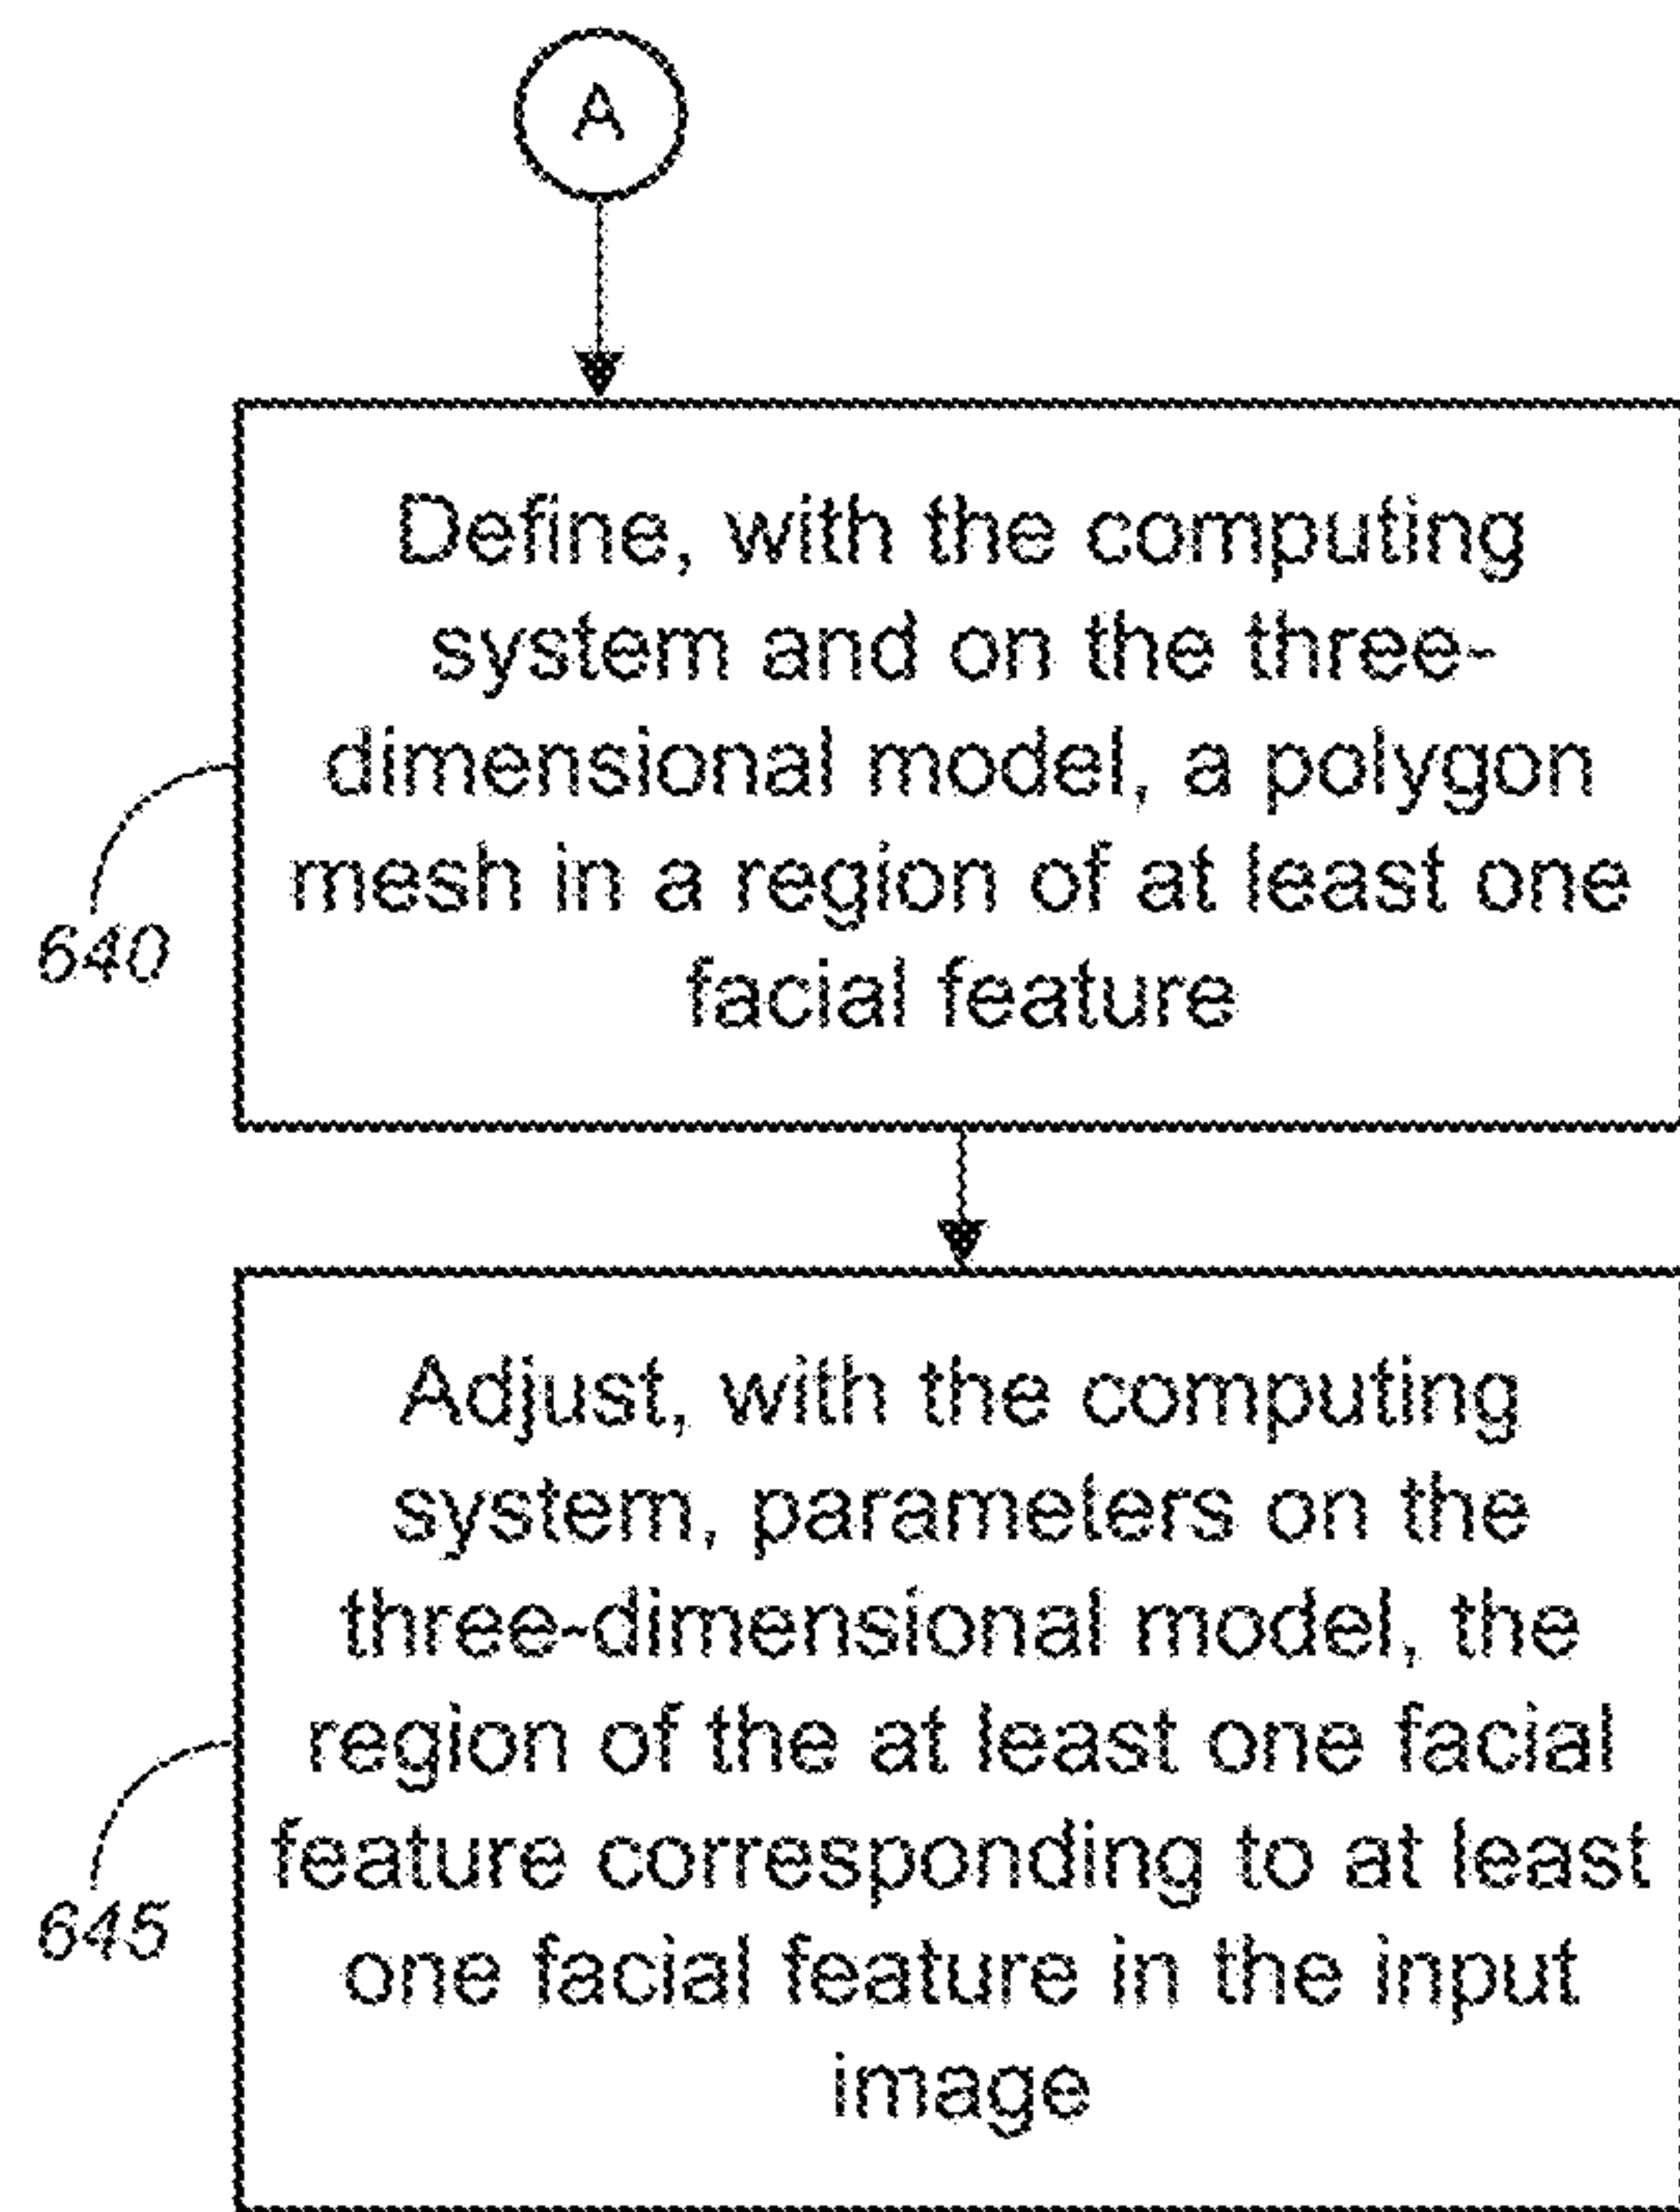 A
Define, with the computing
system and on the three-
dimensional model, a polygon
mesh in a region of at least one
facial feature
640
Adjust, with the computing
system, parameters on the
three-dimensional model, the
region of the at least one facial
feature corresponding to at least
one facial feature in the input
image
645